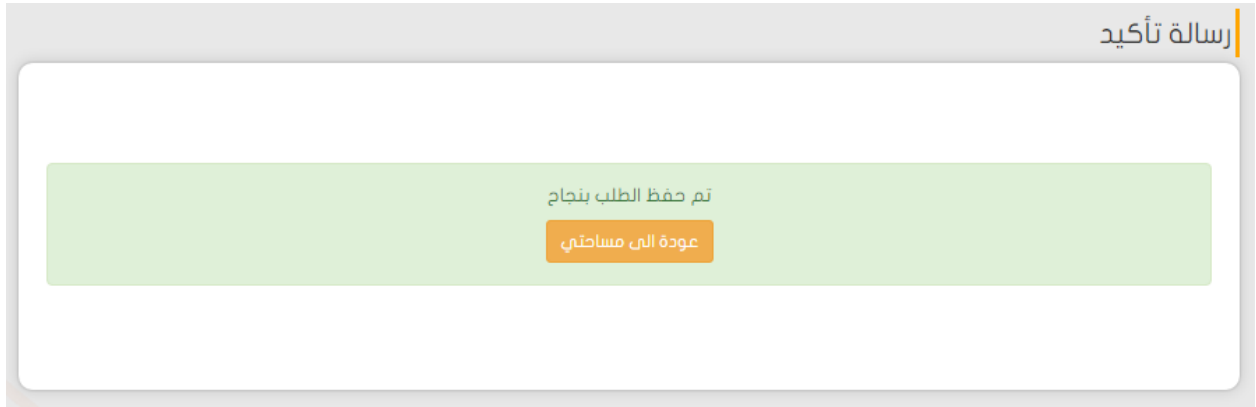 رسالة تأكيد
تم حفظ الطلب بنجاح
عودة الى مساحتي